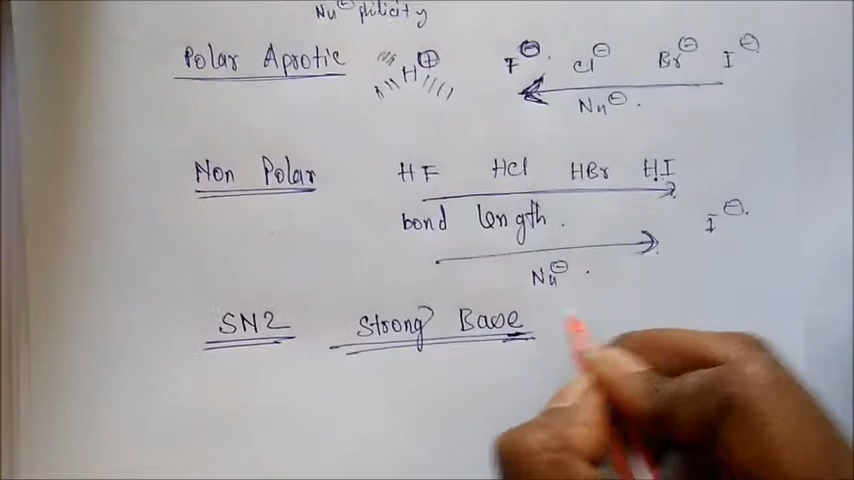 Nu⊖philicity
Polar Aprotic H⊕ F⊖ Cl⊖ Br⊖ I⊖
Nu⊖.
Non Polar HF HCl HBr HI
bond length. I⊖
Nu⊖.
SN2 Strong Base